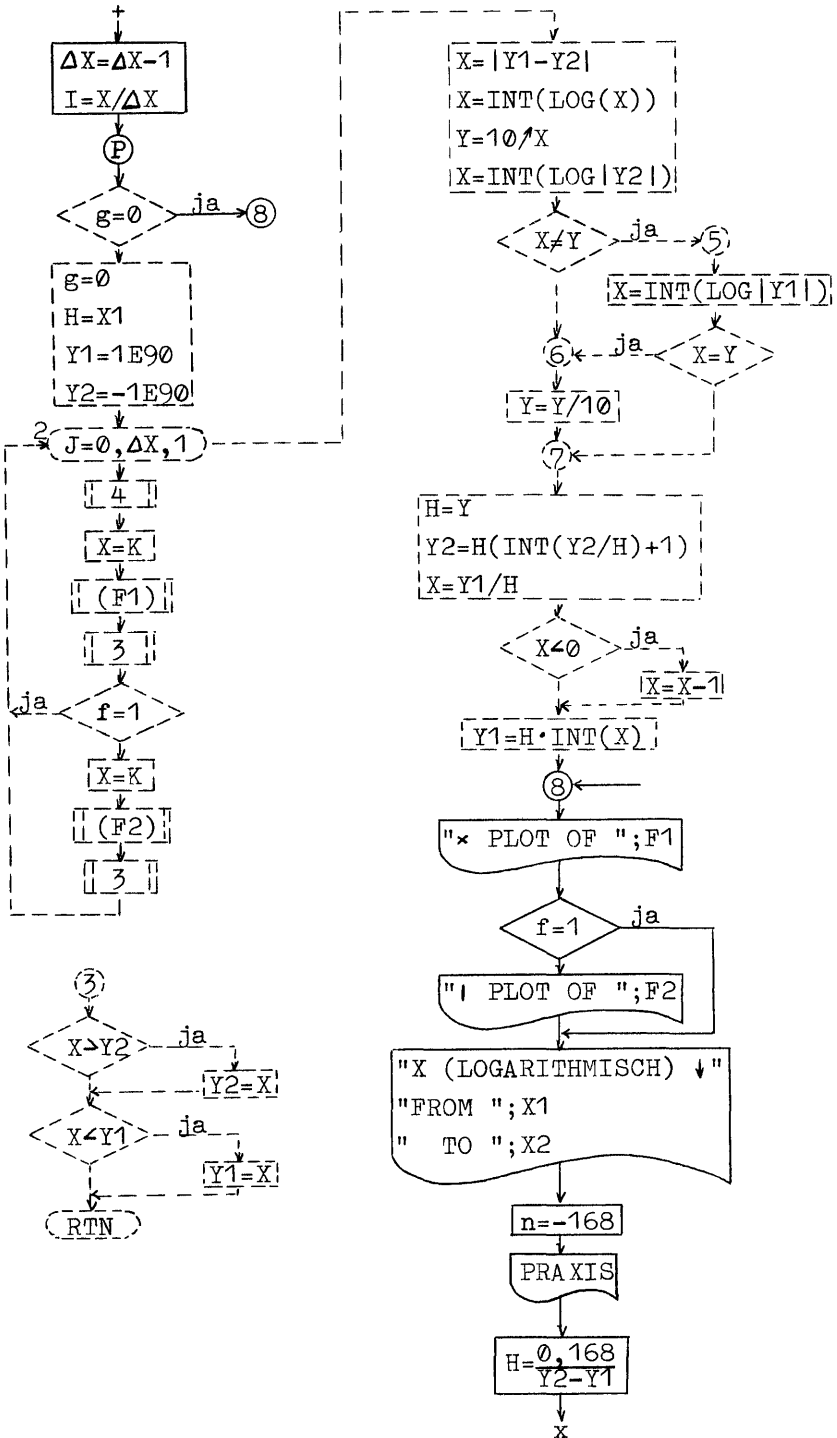 +
ΔX=ΔX-1
I=X/ΔX
P
g=0
ja
8
g=0
H=X1
Y1=1E90
Y2=-1E90
2
J=0,ΔX,1
4
X=K
(F1)
3
f=1
ja
X=K
(F2)
3
3
X>Y2
ja
Y2=X
X<Y1
ja
Y1=X
RTN
X=|Y1-Y2|
X=INT(LOG(X))
Y=10↗X
X=INT(LOG|Y2|)
X≠Y
ja
5
X=INT(LOG|Y1|)
X=Y
ja
6
Y=Y/10
7
H=Y
Y2=H(INT(Y2/H)+1)
X=Y1/H
X<0
ja
X=X-1
Y1=H·INT(X)
8
"× PLOT OF ";F1
f=1
ja
"| PLOT OF ";F2
"X (LOGARITHMISCH) ↓"
"FROM ";X1
"  TO ";X2
n=-168
PRAXIS
H=0,168
Y2-Y1
x